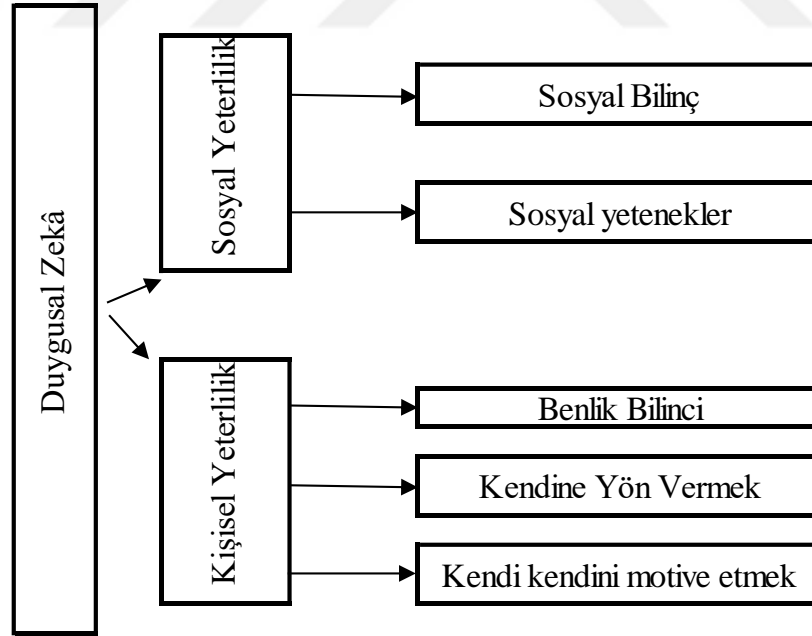 Duygusal Zekâ
Sosyal Yeterlilik
Sosyal Bilinç
Sosyal yetenekler
Kişisel Yeterlilik
Benlik Bilinci
Kendine Yön Vermek
Kendi kendini motive etmek